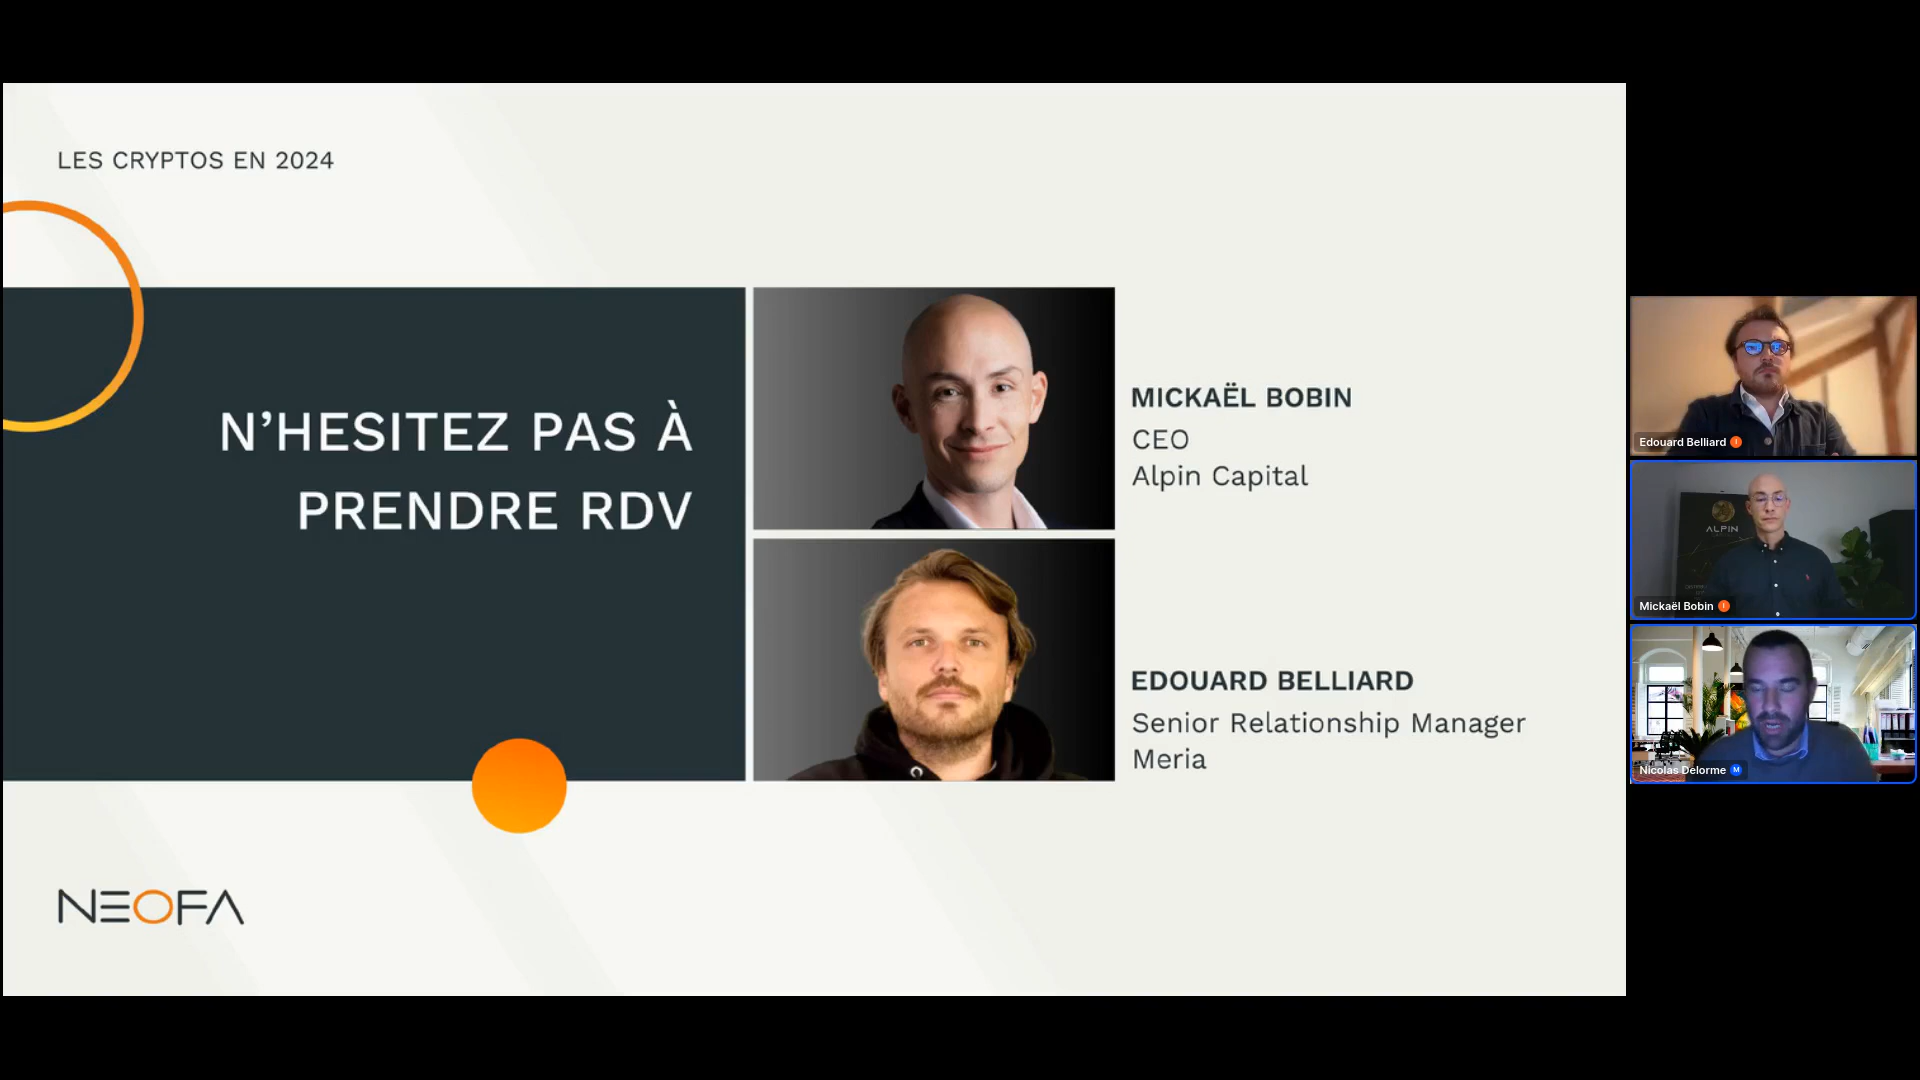 LES CRYPTOS EN 2024
N’HESITEZ PAS À
PRENDRE RDV
MICKAËL BOBIN
CEO
Alpin Capital
EDOUARD BELLIARD
Senior Relationship Manager
Meria
NEOFA
Edouard Belliard
ALPIN
Mickaël Bobin
Nicolas Delorme M